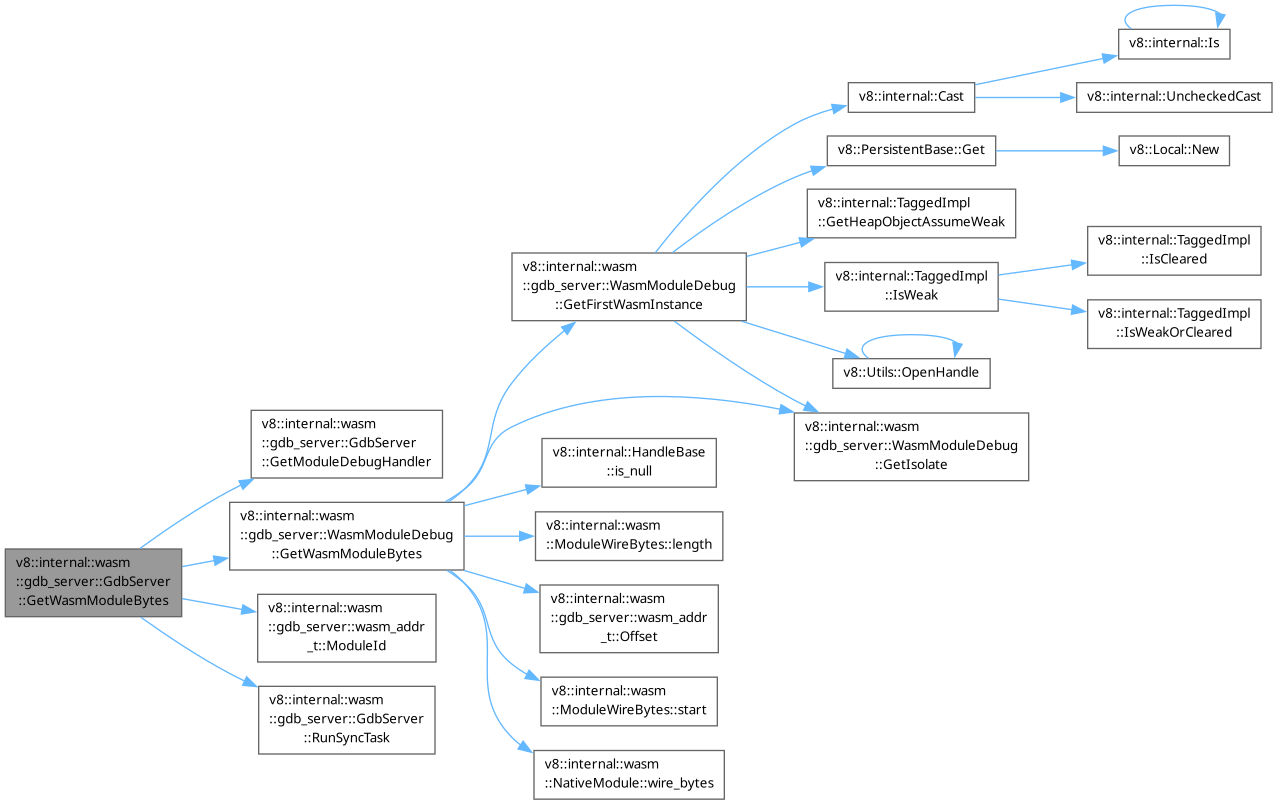 v8::internal::Is
v8::internal::Cast
v8::internal::UncheckedCast
v8::PersistentBase::Get
v8::Local::New
v8::internal::TaggedImpl
::GetHeapObjectAssumeWeak
v8::internal::TaggedImpl
::IsCleared
v8::internal::wasm
::gdb_server::WasmModuleDebug
::GetFirstWasmInstance
v8::internal::TaggedImpl
::IsWeak
v8::internal::TaggedImpl
::IsWeakOrCleared
v8::Utils::OpenHandle
v8::internal::wasm
::gdb_server::GdbServer
::GetModuleDebugHandler
v8::internal::wasm
::gdb_server::WasmModuleDebug
::GetIsolate
v8::internal::HandleBase
::is_null
v8::internal::wasm
::gdb_server::WasmModuleDebug
::GetWasmModuleBytes
v8::internal::wasm
::ModuleWireBytes::length
v8::internal::wasm
::gdb_server::GdbServer
::GetWasmModuleBytes
v8::internal::wasm
::gdb_server::wasm_addr
_t::Offset
v8::internal::wasm
::gdb_server::wasm_addr
_t::ModuleId
v8::internal::wasm
::ModuleWireBytes::start
v8::internal::wasm
::gdb_server::GdbServer
::RunSyncTask
v8::internal::wasm
::NativeModule::wire_bytes